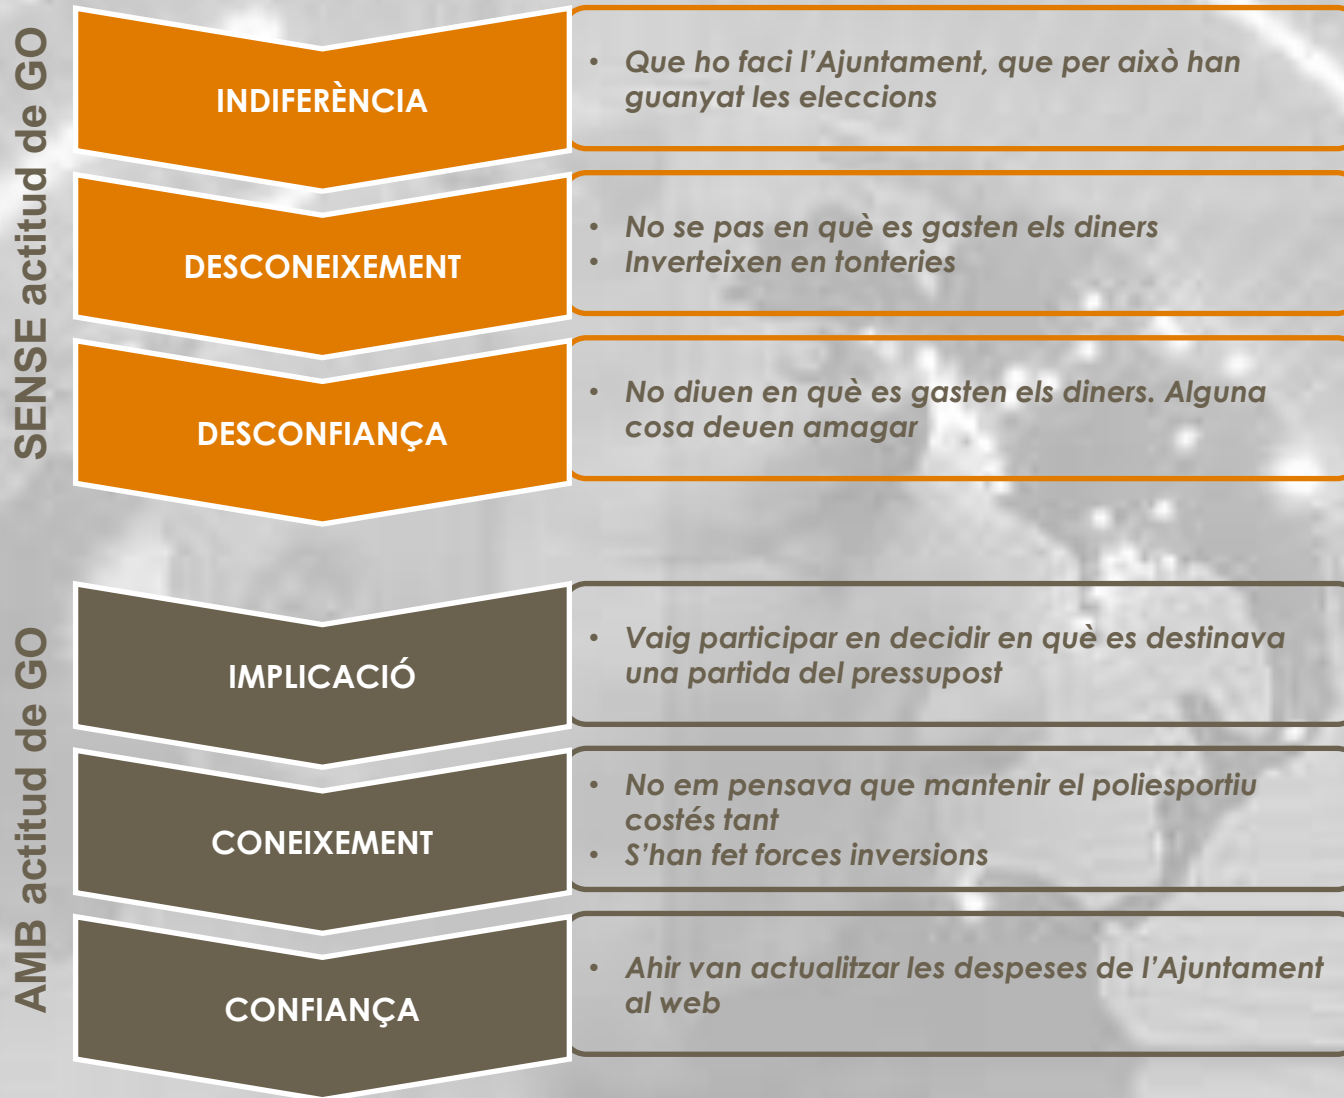 SENSE actitud de GO
INDIFERÈNCIA
• Que ho faci l'Ajuntament, que per això han
guanyat les eleccions
DESCONEIXEMENT
• No se pas en què es gasten els diners
• Inverteixen en tonteries
DESCONFIANÇA
• No diuen en què es gasten els diners. Alguna
cosa deuen amagar
AMB actitud de GO
IMPLICACIÓ
• Vaig participar en decidir en què es destinava
una partida del pressupost
CONEIXEMENT
• No em pensava que mantenir el poliesportiu
costés tant
• S'han fet forces inversions
CONFIANÇA
• Ahir van actualitzar les despeses de l'Ajuntament
al web